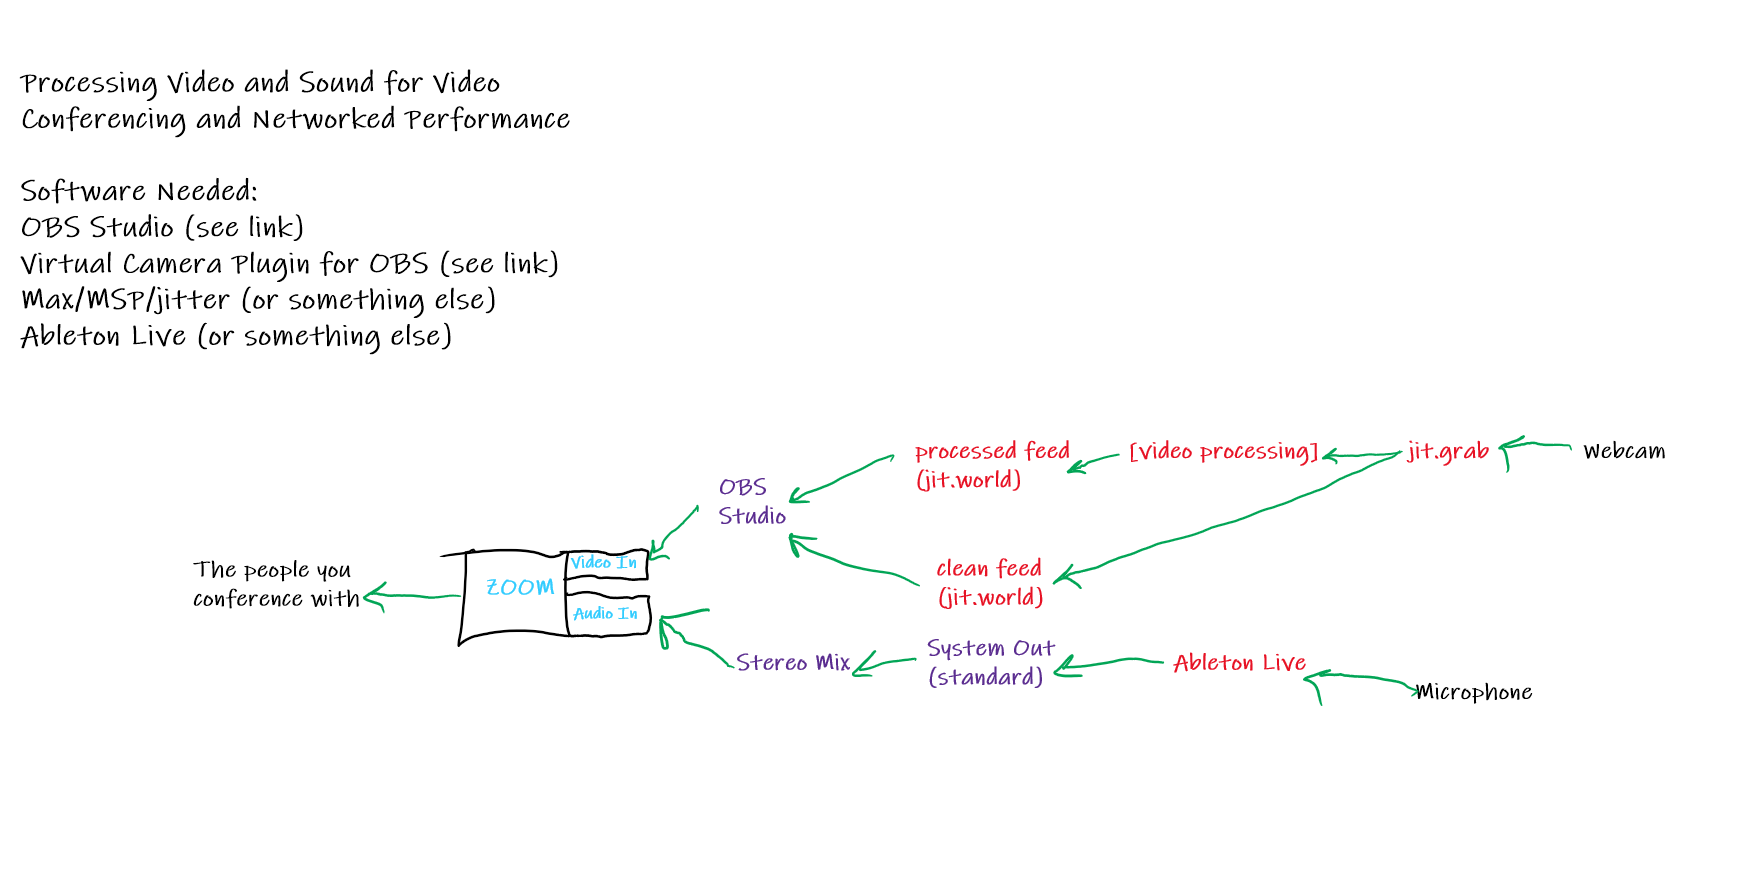 Processing Video and Sound for Video
Conferencing and Networked Performance
Software Needed:
OBS Studio (see link)
Virtual Camera Plugin for OBS (see link)
Max/MSP/jitter (or something else)
Ableton Live (or something else)
processed feed
(jit.world)
[video processing]
jit.grab
Webcam
OBS
Studio
clean feed
(jit.world)
The people you
conference with
ZOOM
Video In
Audio In
Stereo Mix
System Out
(standard)
Ableton Live
Microphone